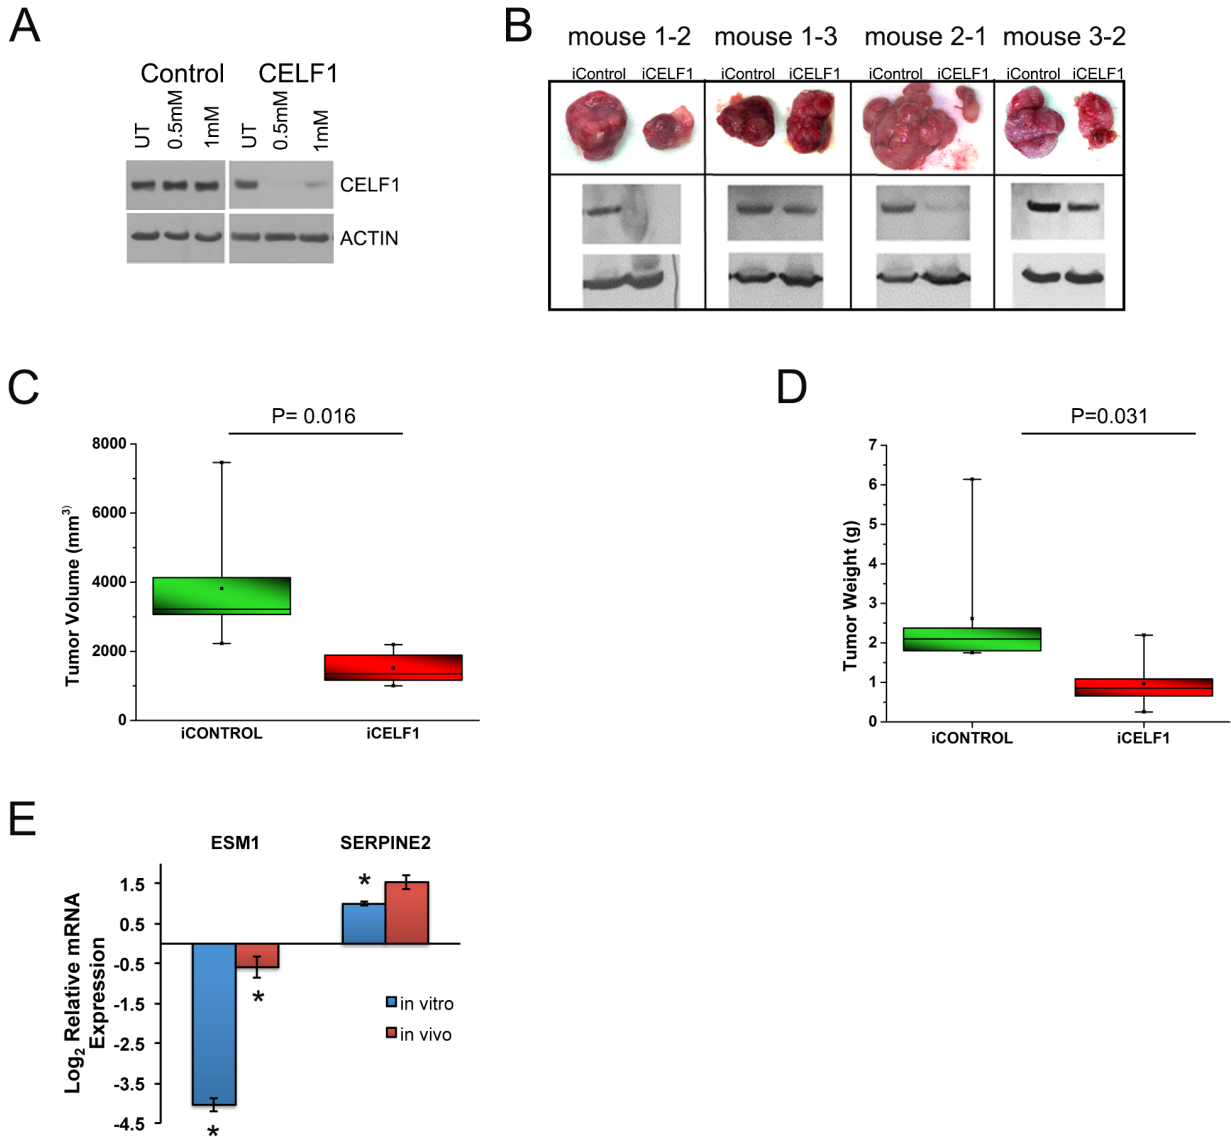 A
Control CELF1
UT 0.5mM 1mM UT 0.5mM 1mM
CELF1
ACTIN
B
mouse 1-2 mouse 1-3 mouse 2-1 mouse 3-2
iControl iCELF1 iControl iCELF1 iControl iCELF1 iControl iCELF1
C
P= 0.016
8000
6000
4000
2000
0
Tumor Volume (mm3)
iCONTROL iCELF1
D
P=0.031
7
6
5
4
3
2
1
0
Tumor Weight (g)
iCONTROL iCELF1
E
ESM1 SERPINE2
1.5
0.5
-0.5
-1.5
-2.5
-3.5
-4.5
Log2 Relative mRNA
Expression
*
*
*
in vitro
in vivo